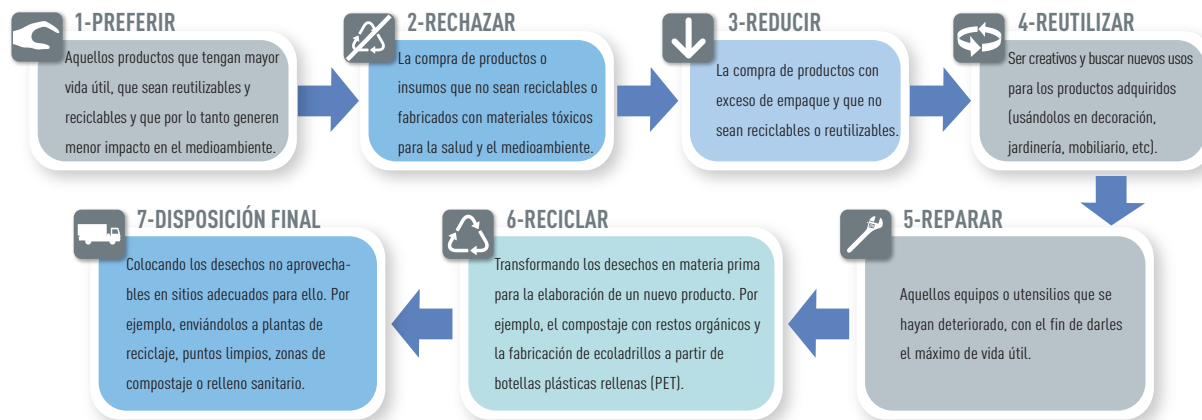 1-PREFERIR
Aquellos productos que tengan mayor
vida útil, que sean reutilizables y
reciclables y que por lo tanto generen
menor impacto en el medioambiente.
2-RECHAZAR
La compra de productos o
insumos que no sean reciclables o
fabricados con materiales tóxicos
para la salud y el medioambiente.
3-REDUCIR
La compra de productos con
exceso de empaque y que no
sean reciclables o reutilizables.
4-REUTILIZAR
Ser creativos y buscar nuevos usos
para los productos adquiridos
(usándolos en decoración,
jardinería, mobiliario, etc).
5-REPARAR
Aquellos equipos o utensilios que se
hayan deteriorado, con el fin de darles
el máximo de vida útil.
6-RECICLAR
Transformando los desechos en materia prima
para la elaboración de un nuevo producto. Por
ejemplo, el compostaje con restos orgánicos y
la fabricación de ecoladrillos a partir de
botellas plásticas rellenas (PET).
7-DISPOSICIÓN FINAL
Colocando los desechos no aprovecha-
bles en sitios adecuados para ello. Por
ejemplo, enviándolos a plantas de
reciclaje, puntos limpios, zonas de
compostaje o relleno sanitario.